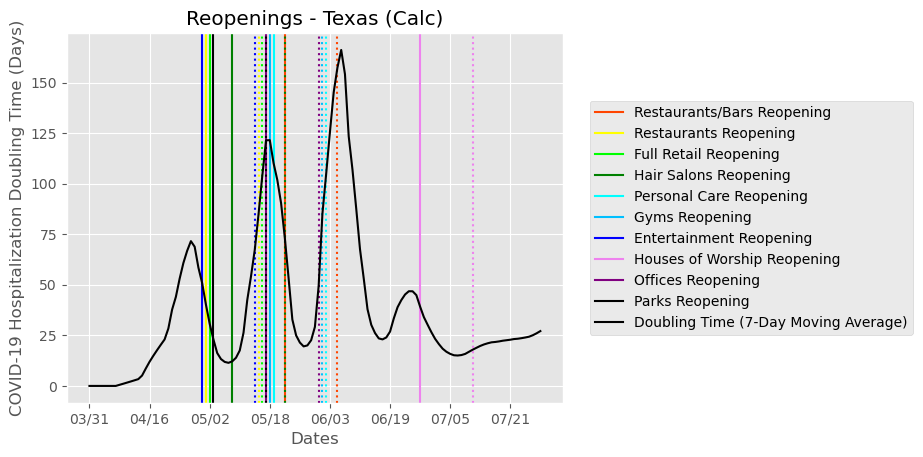 Reopenings - Texas (Calc)
COVID-19 Hospitalization Doubling Time (Days)
150
125
100
75
50
25
0
03/31 04/16 05/02 05/18 06/03 06/19 07/05 07/21
Dates
Restaurants/Bars Reopening
Restaurants Reopening
Full Retail Reopening
Hair Salons Reopening
Personal Care Reopening
Gyms Reopening
Entertainment Reopening
Houses of Worship Reopening
Offices Reopening
Parks Reopening
Doubling Time (7-Day Moving Average)